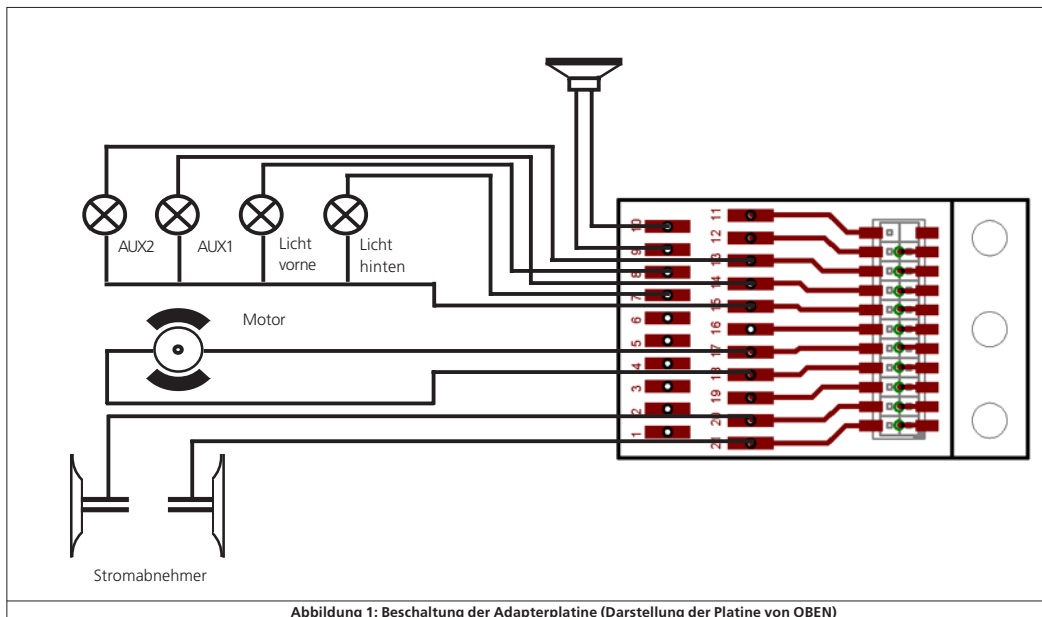 AUX2
AUX1
Licht
vorne
Licht
hinten
Motor
Stromabnehmer
10
9
8
7
6
5
4
3
2
1
11
12
13
14
15
16
17
18
19
20
21
Abbildung 1: Beschaltung der Adapterplatine (Darstellung der Platine von OBEN)